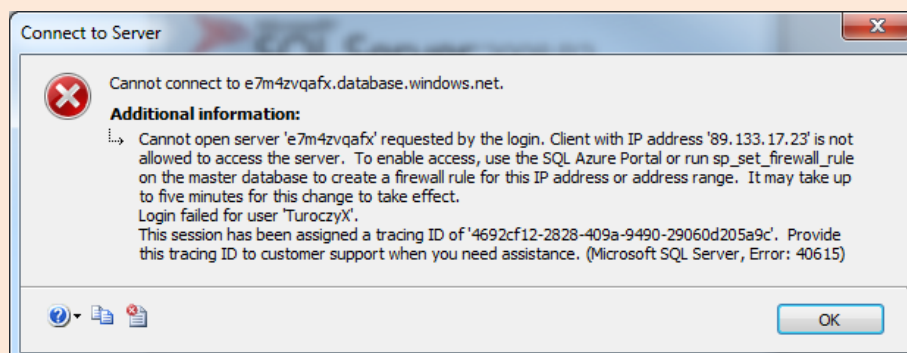 Connect to Server
SQL Server 2008 R2
Cannot connect to e7m4zvqafx.database.windows.net.
Additional information:
Cannot open server 'e7m4zvqafx' requested by the login. Client with IP address '89.133.17.23' is not
allowed to access the server. To enable access, use the SQL Azure Portal or run sp_set_firewall_rule
on the master database to create a firewall rule for this IP address or address range. It may take up
to five minutes for this change to take effect.
Login failed for user 'TuroczyX'.
This session has been assigned a tracing ID of '4692cf12-2828-409a-9490-29060d205a9c'. Provide
this tracing ID to customer support when you need assistance. (Microsoft SQL Server, Error: 40615)
OK